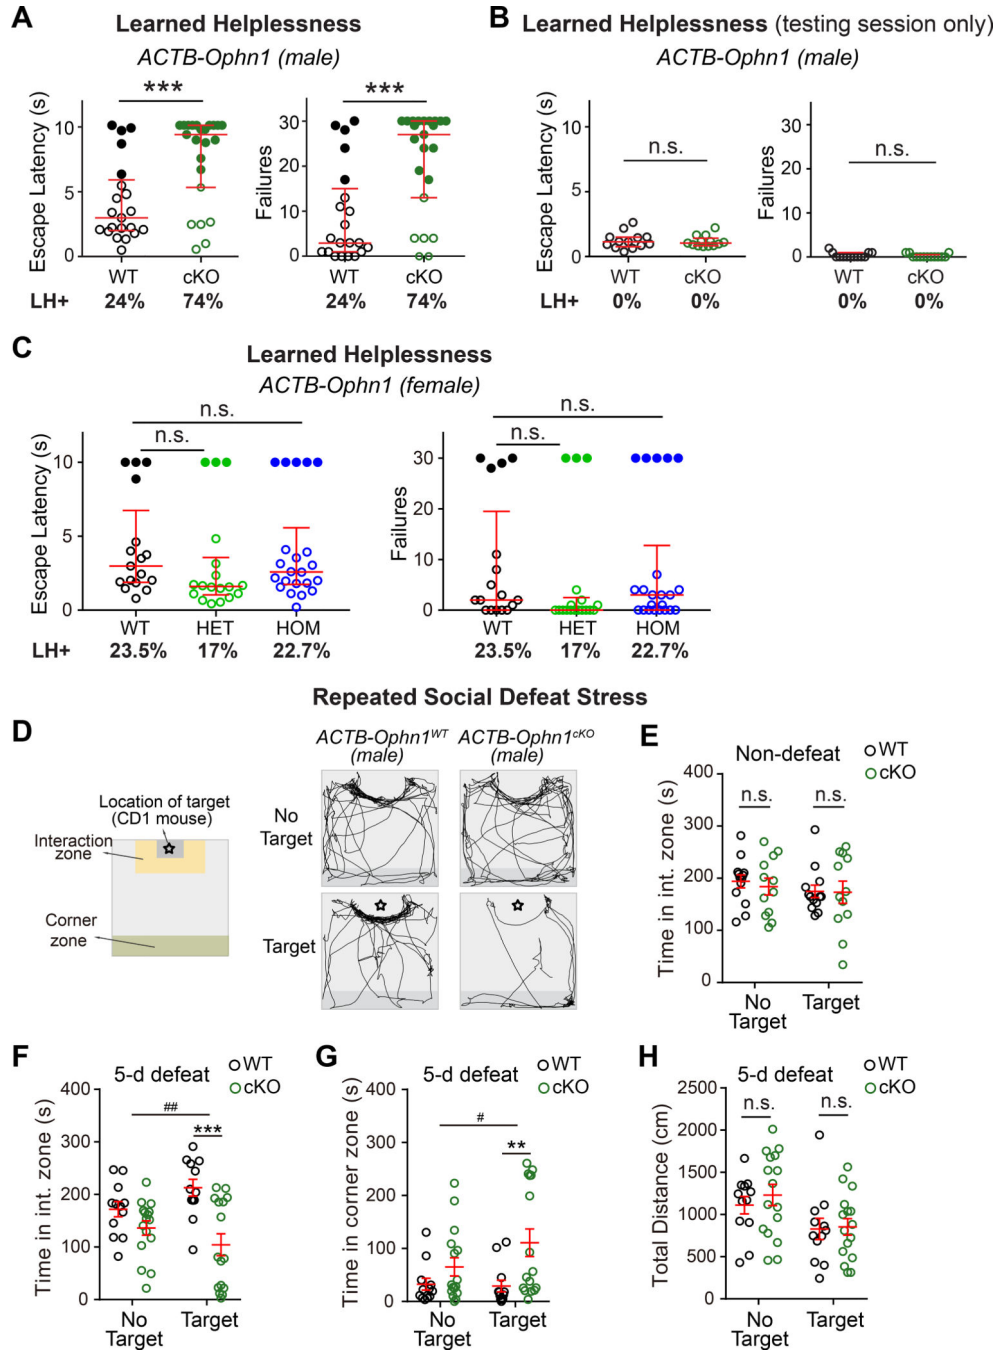 A
Learned Helplessness
ACTB-Ophn1 (male)
***
***
Escape Latency (s)
10
5
0
WT
cKO
Failures
30
20
10
0
WT
cKO
LH+
24%
74%
24%
74%
B
Learned Helplessness (testing session only)
ACTB-Ophn1 (male)
n.s.
n.s.
Escape Latency (s)
10
5
0
WT
cKO
Failures
30
20
10
0
WT
cKO
LH+
0%
0%
0%
0%
C
Learned Helplessness
ACTB-Ophn1 (female)
n.s.
n.s.
n.s.
n.s.
Escape Latency (s)
10
5
0
WT
HET
HOM
Failures
30
20
10
0
WT
HET
HOM
LH+
23.5%
17%
22.7%
23.5%
17%
22.7%
Repeated Social Defeat Stress
D
Location of target
(CD1 mouse)
Interaction
zone
Corner
zone
ACTB-Ophn1WT
(male)
ACTB-Ophn1cKO
(male)
No
Target
Target
E
Non-defeat
WT
cKO
n.s.
n.s.
Time in int. zone (s)
400
300
200
100
0
No
Target
Target
F
5-d defeat
WT
cKO
##
***
Time in int. zone (s)
400
300
200
100
0
No
Target
Target
G
5-d defeat
WT
cKO
#
**
Time in corner zone (s)
400
300
200
100
0
No
Target
Target
H
5-d defeat
WT
cKO
n.s.
n.s.
Total Distance (cm)
2500
2000
1500
1000
500
0
No
Target
Target